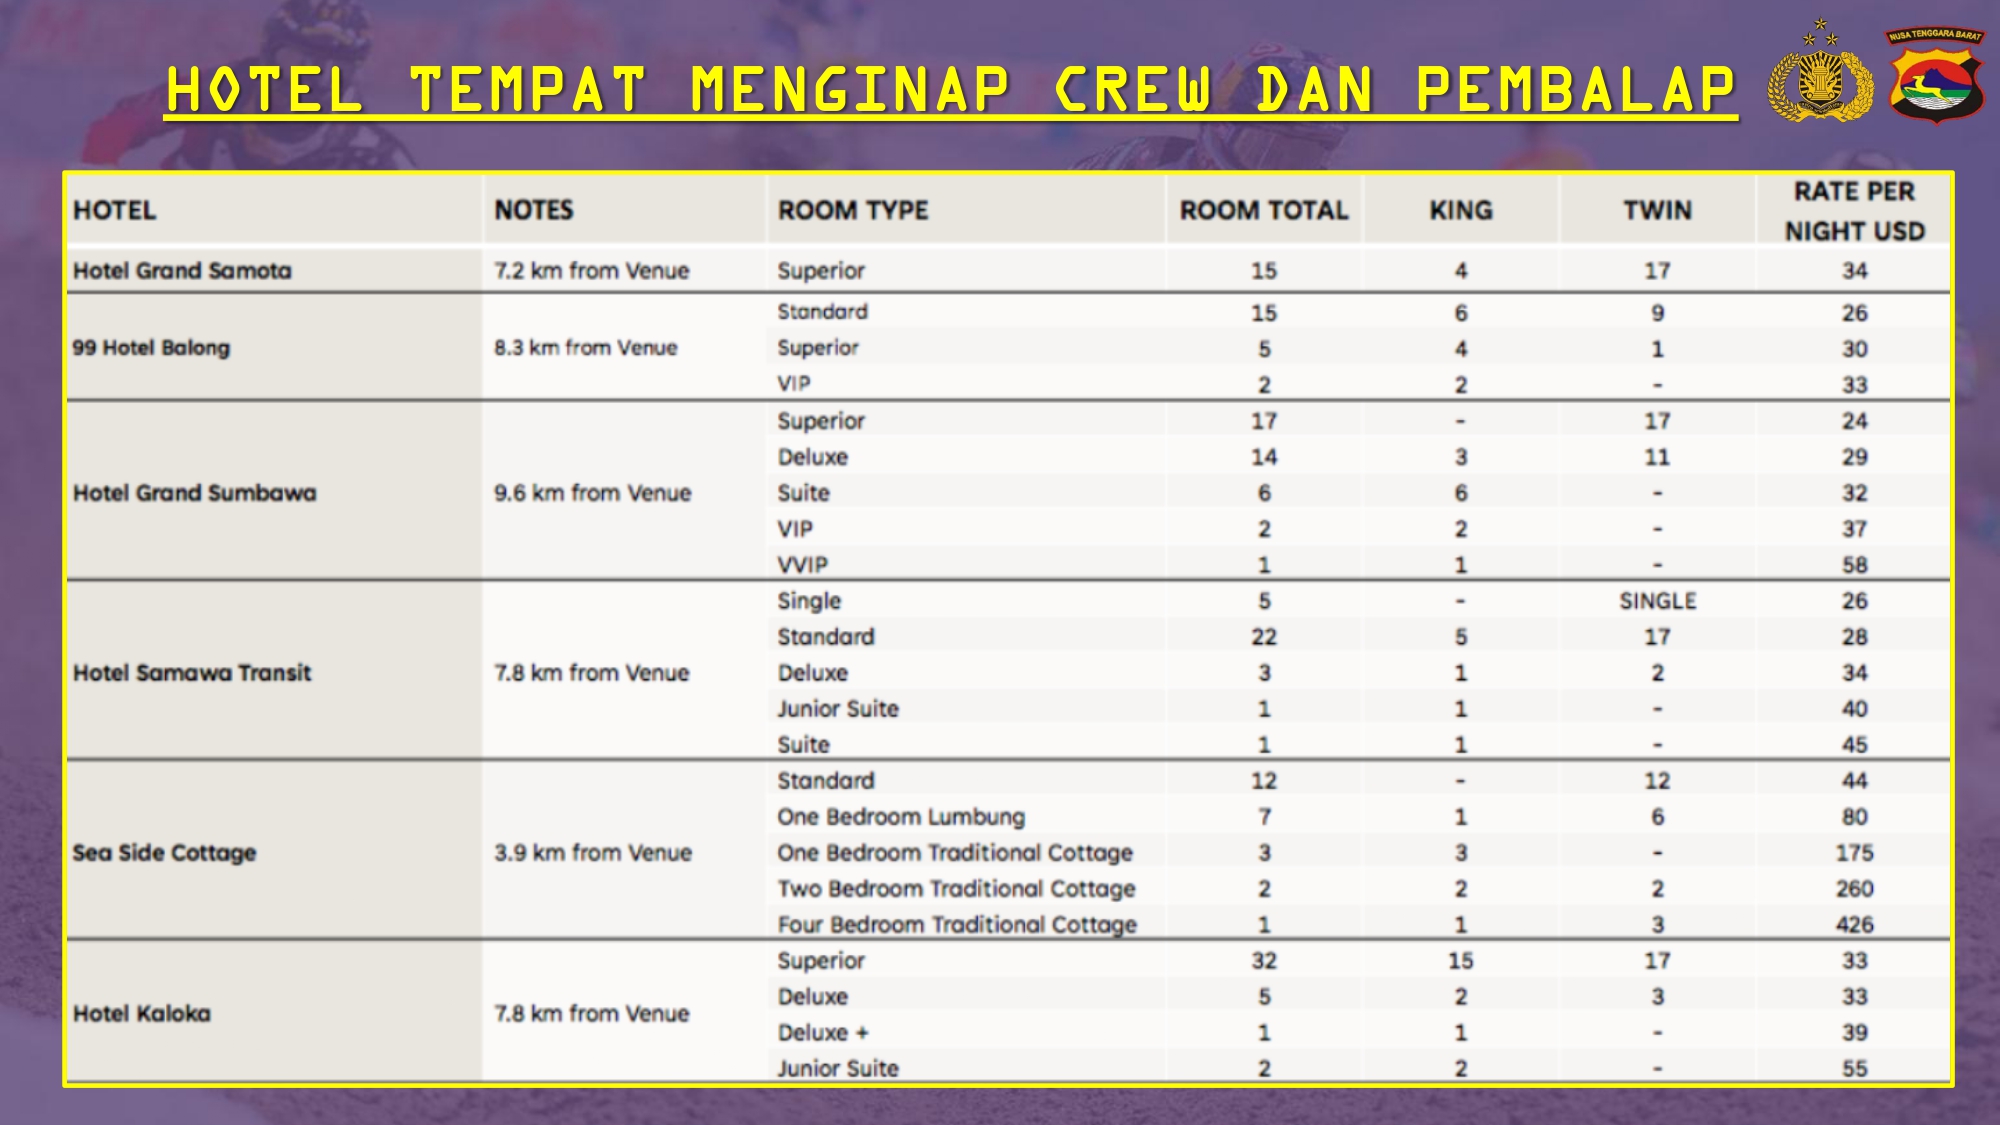 HOTEL TEMPAT MENGINAP CREW DAN PEMBALAP
NUSA TENGGARA BARAT
HOTEL NOTES ROOM TYPE ROOM TOTAL KING TWIN RATE PER NIGHT USD
Hotel Grand Samota 7.2 km from Venue Superior 15 4 17 34
Standard 15 6 9 26
99 Hotel Balong 8.3 km from Venue Superior 5 4 1 30
VIP 2 2 - 33
Superior 17 - 17 24
Deluxe 14 3 11 29
Hotel Grand Sumbawa 9.6 km from Venue Suite 6 6 - 32
VIP 2 2 - 37
VVIP 1 1 - 58
Single 5 - SINGLE 26
Standard 22 5 17 28
Hotel Samawa Transit 7.8 km from Venue Deluxe 3 1 2 34
Junior Suite 1 1 - 40
Suite 1 1 - 45
Standard 12 - 12 44
One Bedroom Lumbung 7 1 6 80
Sea Side Cottage 3.9 km from Venue One Bedroom Traditional Cottage 3 3 - 175
Two Bedroom Traditional Cottage 2 2 2 260
Four Bedroom Traditional Cottage 1 1 3 426
Superior 32 15 17 33
Deluxe 5 2 3 33
Hotel Kaloka 7.8 km from Venue
Deluxe + 1 1 - 39
Junior Suite 2 2 - 55